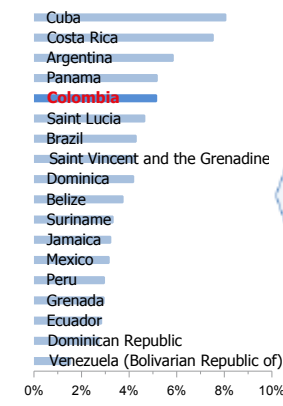 Cuba
Costa Rica
Argentina
Panama
Colombia
Saint Lucia
Brazil
Saint Vincent and the Grenadine
Dominica
Belize
Suriname
Jamaica
Mexico
Peru
Grenada
Ecuador
Dominican Republic
Venezuela (Bolivarian Republic of)
0% 2% 4% 6% 8% 10%